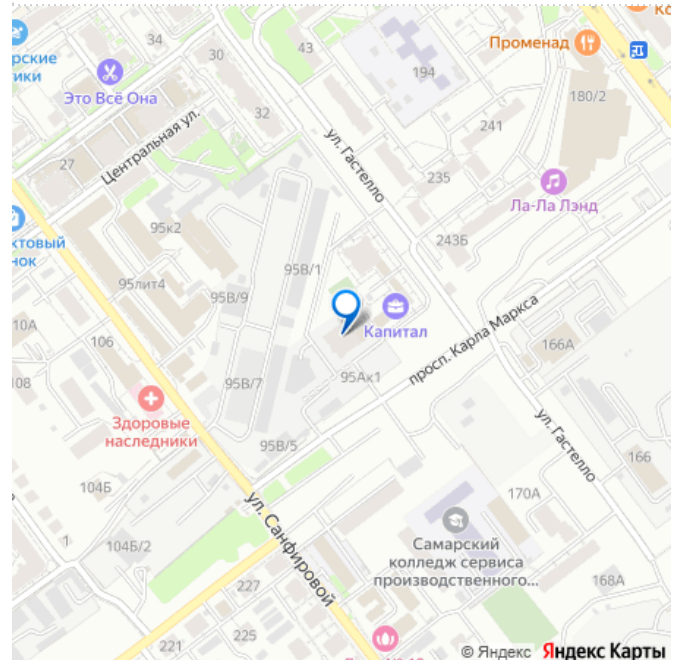 34
30
43
Променад
рские
тики
194
180/2
Это Всё Она
32
241
Центральная ул.
ул. Гастелло
27
235
Ла-Ла Лэнд
95к2
243Б
ктовый
нок
95В/1
95лит4
95В/9
Капитал
просп. Карла Маркса
10А
106
166А
95В/7
95Ак1
108
Здоровые
наследники
ул. Гастелло
95В/5
166
104Б
170А
ул. Санфировой
Самарский
колледж сервиса
производственного...
1
104Б/2
168А
227
225
221
© Яндекс Яндекс Карты